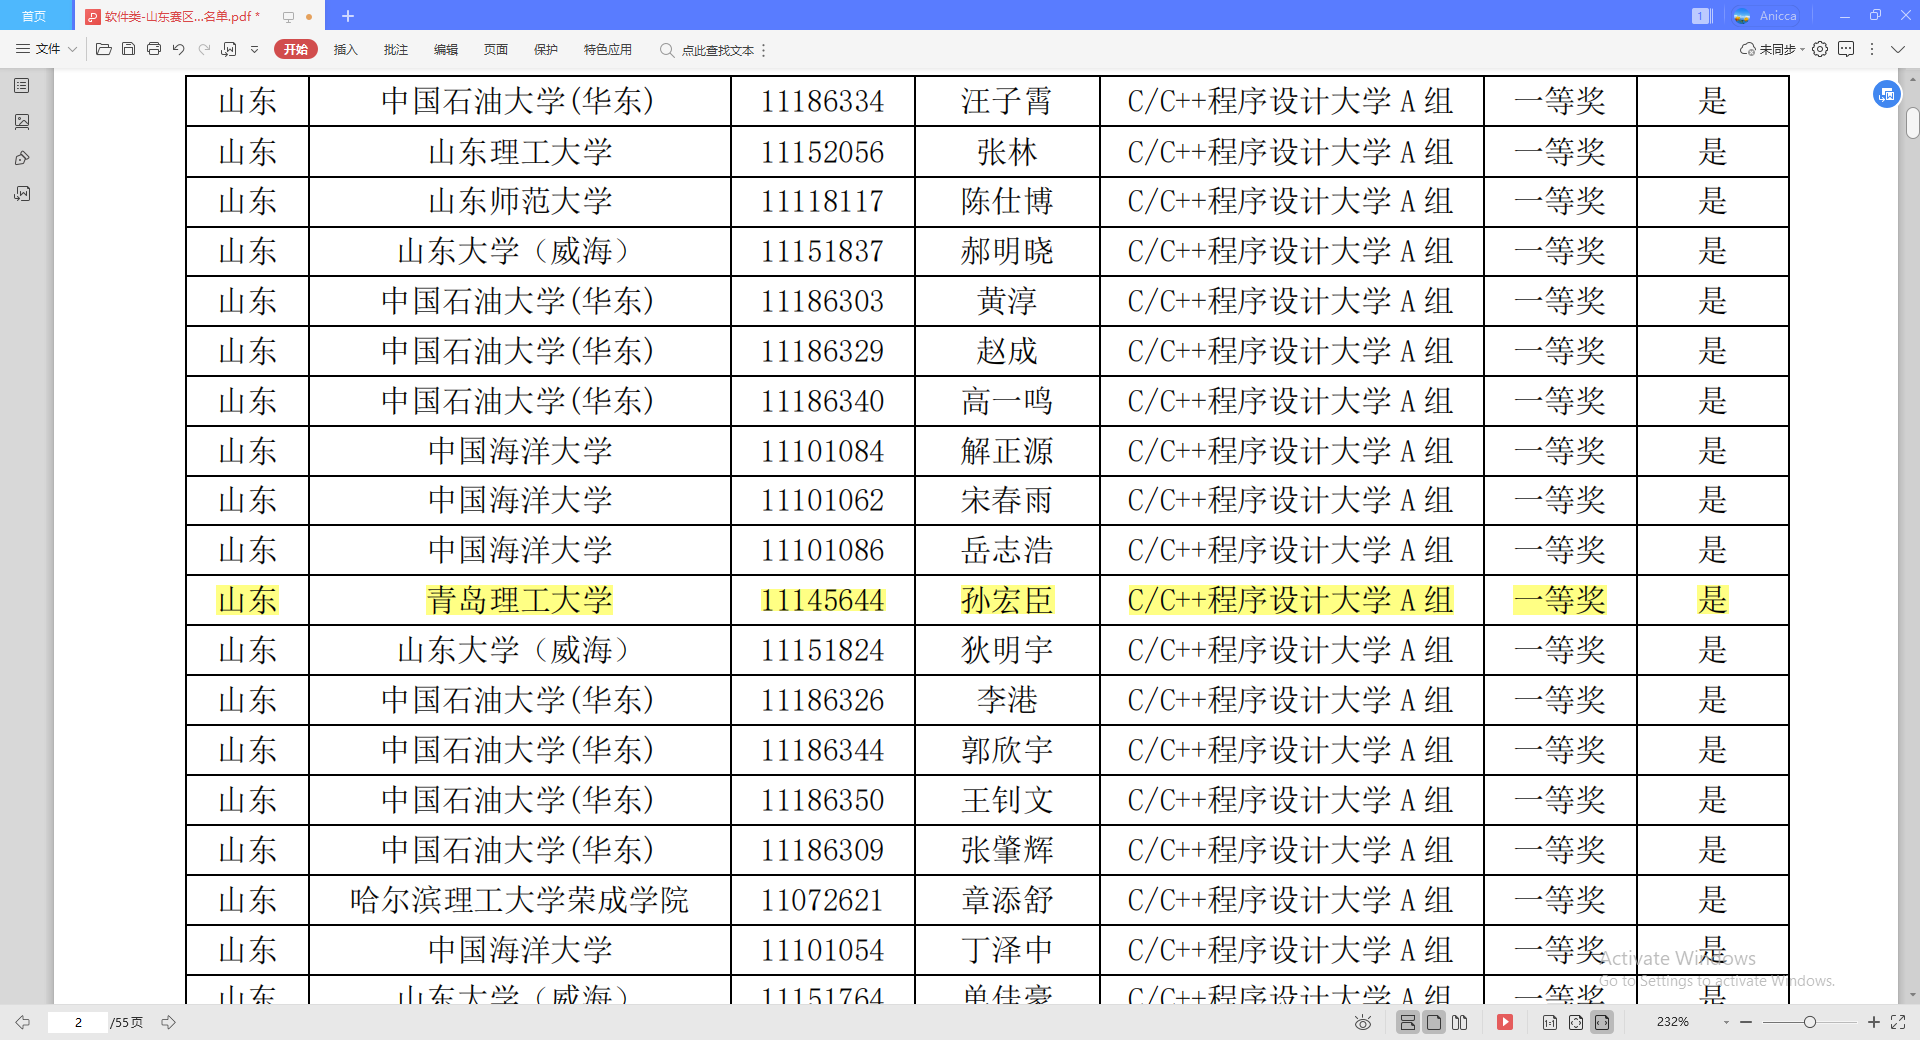 首页
软件类-山东赛区...名单.pdf *
1
Anicca
文件
开始 插入 批注 编辑 页面 保护 特色应用 点此查找文本
未同步
山东 中国石油大学(华东) 11186334 汪子霄 C/C++程序设计大学 A 组 一等奖 是
山东 山东理工大学 11152056 张林 C/C++程序设计大学 A 组 一等奖 是
山东 山东师范大学 11118117 陈仕博 C/C++程序设计大学 A 组 一等奖 是
山东 山东大学（威海） 11151837 郝明晓 C/C++程序设计大学 A 组 一等奖 是
山东 中国石油大学(华东) 11186303 黄淳 C/C++程序设计大学 A 组 一等奖 是
山东 中国石油大学(华东) 11186329 赵成 C/C++程序设计大学 A 组 一等奖 是
山东 中国石油大学(华东) 11186340 高一鸣 C/C++程序设计大学 A 组 一等奖 是
山东 中国海洋大学 11101084 解正源 C/C++程序设计大学 A 组 一等奖 是
山东 中国海洋大学 11101062 宋春雨 C/C++程序设计大学 A 组 一等奖 是
山东 中国海洋大学 11101086 岳志浩 C/C++程序设计大学 A 组 一等奖 是
山东 青岛理工大学 11145644 孙宏臣 C/C++程序设计大学 A 组 一等奖 是
山东 山东大学（威海） 11151824 狄明宇 C/C++程序设计大学 A 组 一等奖 是
山东 中国石油大学(华东) 11186326 李港 C/C++程序设计大学 A 组 一等奖 是
山东 中国石油大学(华东) 11186344 郭欣宇 C/C++程序设计大学 A 组 一等奖 是
山东 中国石油大学(华东) 11186350 王钊文 C/C++程序设计大学 A 组 一等奖 是
山东 中国石油大学(华东) 11186309 张肇辉 C/C++程序设计大学 A 组 一等奖 是
山东 哈尔滨理工大学荣成学院 11072621 章添舒 C/C++程序设计大学 A 组 一等奖 是
山东 中国海洋大学 11101054 丁泽中 C/C++程序设计大学 A 组 一等奖 是
山东 山东大学（威海） 11151764 单佳豪 C/C++程序设计大学 A 组 一等奖 是
Activate Windows
Go to Settings to activate Windows.
2 /55页
1:1
232%